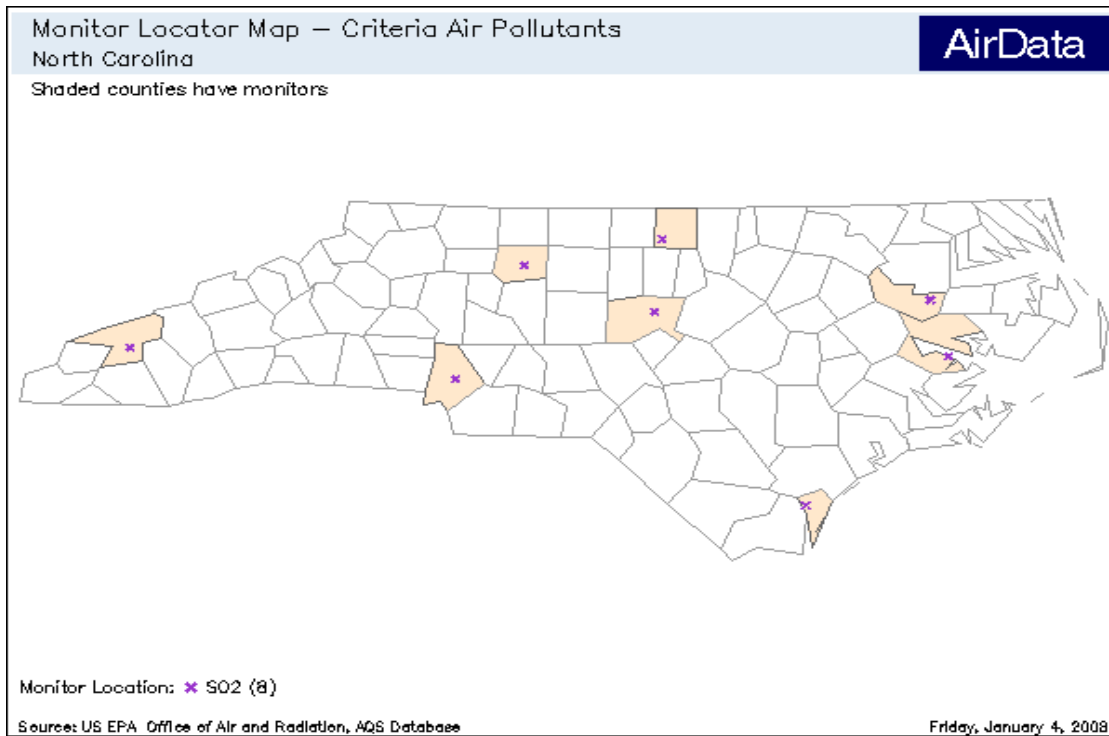 Monitor Locator Map – Criteria Air Pollutants
North Carolina
AirData
Shaded counties have monitors
Monitor Location: SO2 (8)
Source: US EPA Office of Air and Radiation, AQS Database
Friday, January 4, 2008